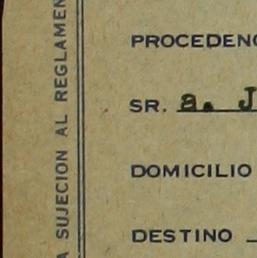 A SUJECION AL REGLAMEN
PROCEDENC
SR. a. J
DOMICILIO
DESTINO